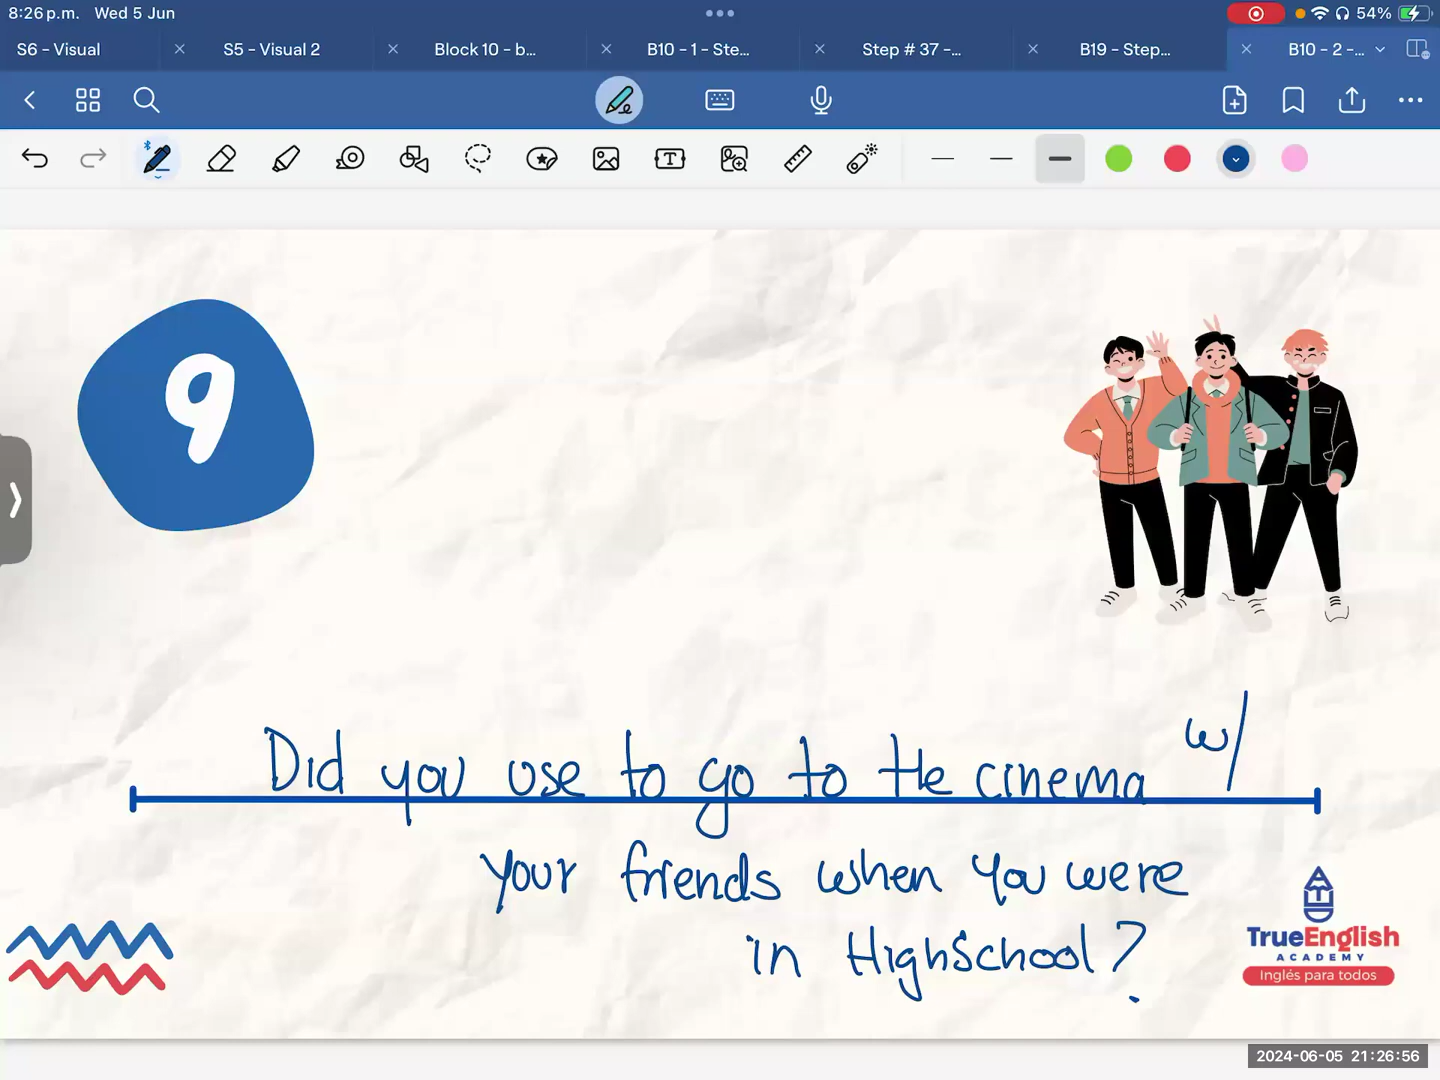 8:26 p.m. Wed 5 Jun
54%
S6 - Visual
S5 - Visual 2
Block 10 - b...
B10 - 1 - Ste...
Step # 37 -...
B19 - Step...
B10 - 2 -...
9
Did you use to go to the cinema w/
your friends when you were
in HighSchool?
TrueEnglish
ACADEMY
Inglés para todos
2024-06-05 21:26:56